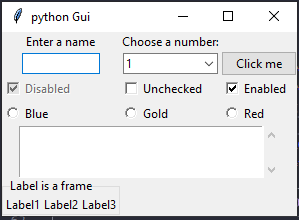 python Gui
Enter a name Choose a number:
1 Click me
Disabled Unchecked Enabled
Blue Gold Red
Label is a frame
Label1 Label2 Label3